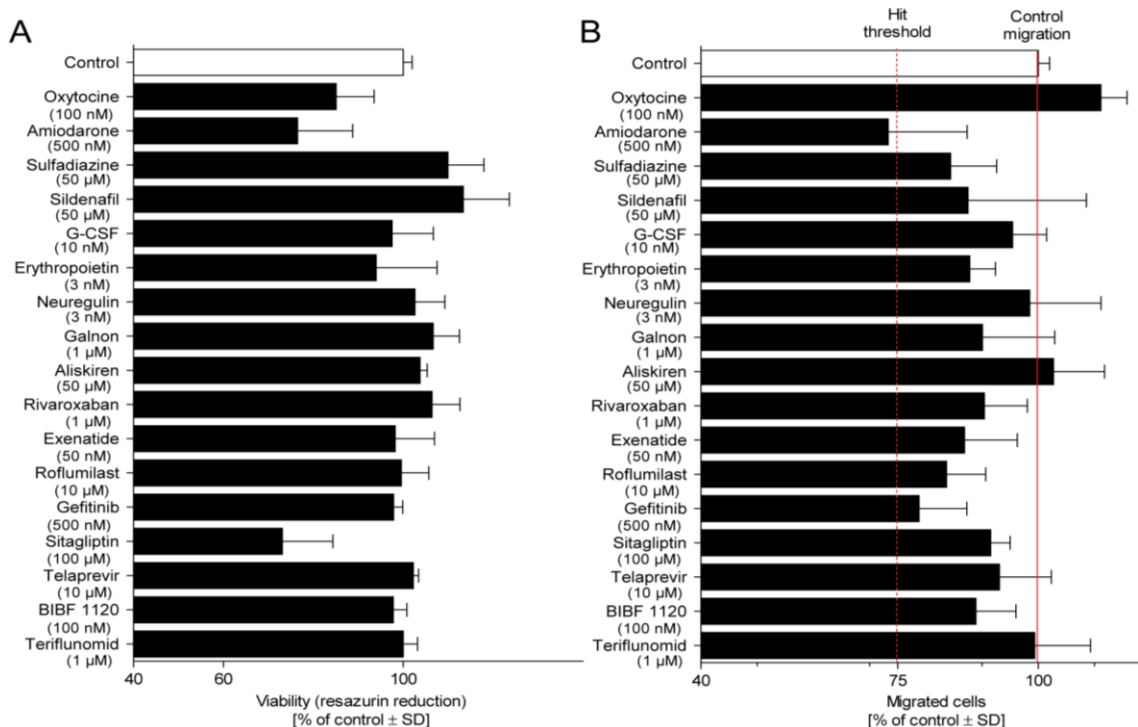 A
Control
Oxytocine
(100 nM)
Amiodarone
(500 nM)
Sulfadiazine
(50 µM)
Sildenafil
(50 µM)
G-CSF
(10 nM)
Erythropoietin
(3 nM)
Neuregulin
(3 nM)
Galnon
(1 µM)
Aliskiren
(50 µM)
Rivaroxaban
(1 µM)
Exenatide
(50 nM)
Roflumilast
(10 µM)
Gefitinib
(500 nM)
Sitagliptin
(100 µM)
Telaprevir
(10 µM)
BIBF 1120
(100 nM)
Teriflunomid
(1 µM)
40 60 100
Viability (resazurin reduction)
[% of control ± SD]
B
Hit
threshold
Control
migration
Control
Oxytocine
(100 nM)
Amiodarone
(500 nM)
Sulfadiazine
(50 µM)
Sildenafil
(50 µM)
G-CSF
(10 nM)
Erythropoietin
(3 nM)
Neuregulin
(3 nM)
Galnon
(1 µM)
Aliskiren
(50 µM)
Rivaroxaban
(1 µM)
Exenatide
(50 nM)
Roflumilast
(10 µM)
Gefitinib
(500 nM)
Sitagliptin
(100 µM)
Telaprevir
(10 µM)
BIBF 1120
(100 nM)
Teriflunomid
(1 µM)
40 75 100
Migrated cells
[% of control ± SD]